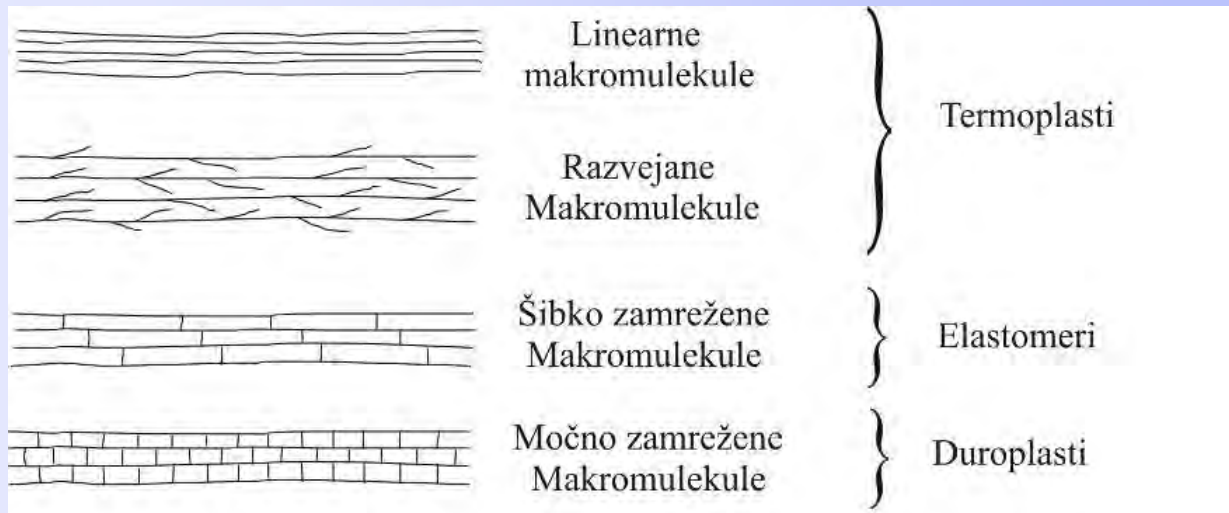 Linearne
makromulekule
Termoplasti
Razvejane
Makromulekule
Šibko zamrežene
Makromulekule
Elastomeri
Močno zamrežene
Makromulekule
Duroplasti